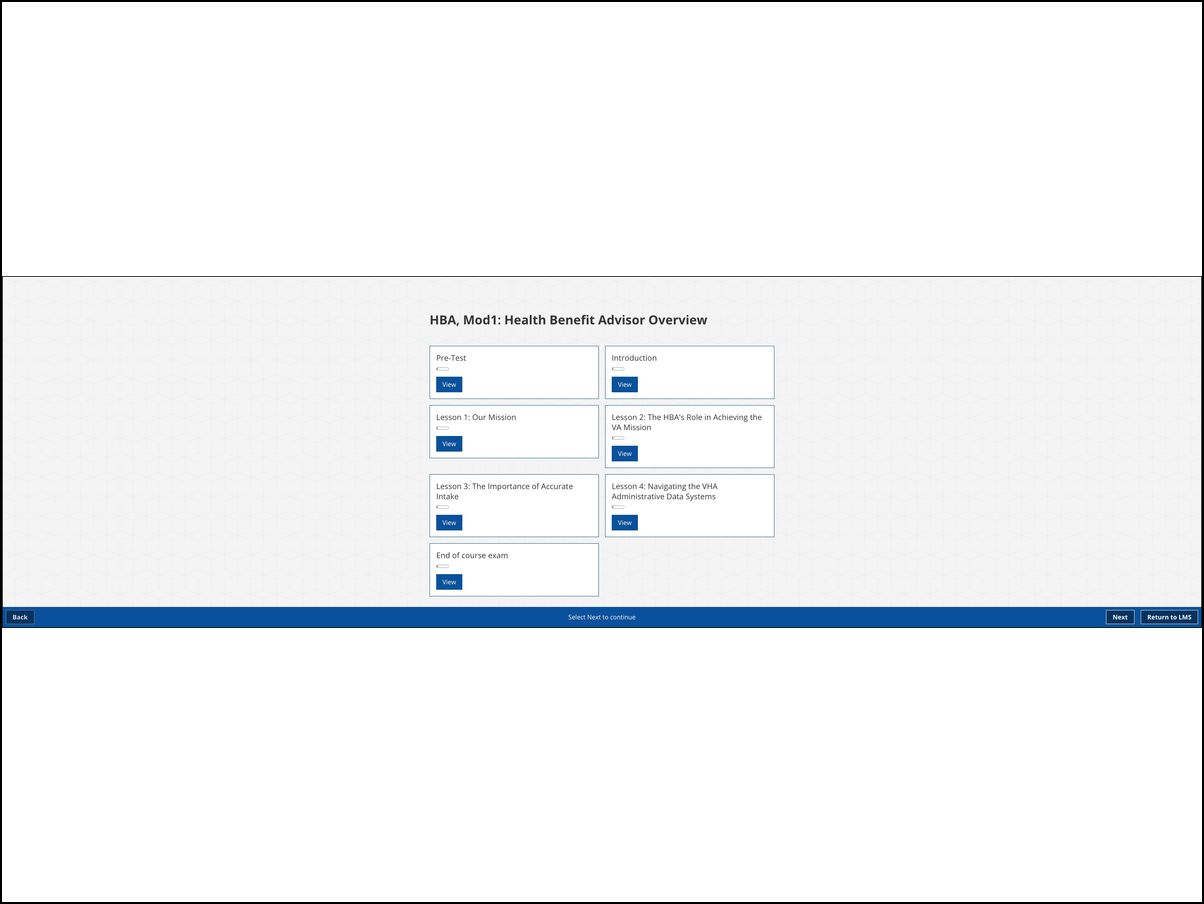 HBA, Mod1: Health Benefit Advisor Overview
Pre-Test
View
Introduction
View
Lesson 1: Our Mission
View
Lesson 2: The HBA's Role in Achieving the
VA Mission
View
Lesson 3: The Importance of Accurate
Intake
View
Lesson 4: Navigating the VHA
Administrative Data Systems
View
End of course exam
View
Back
Select Next to continue
Next
Return to LMS